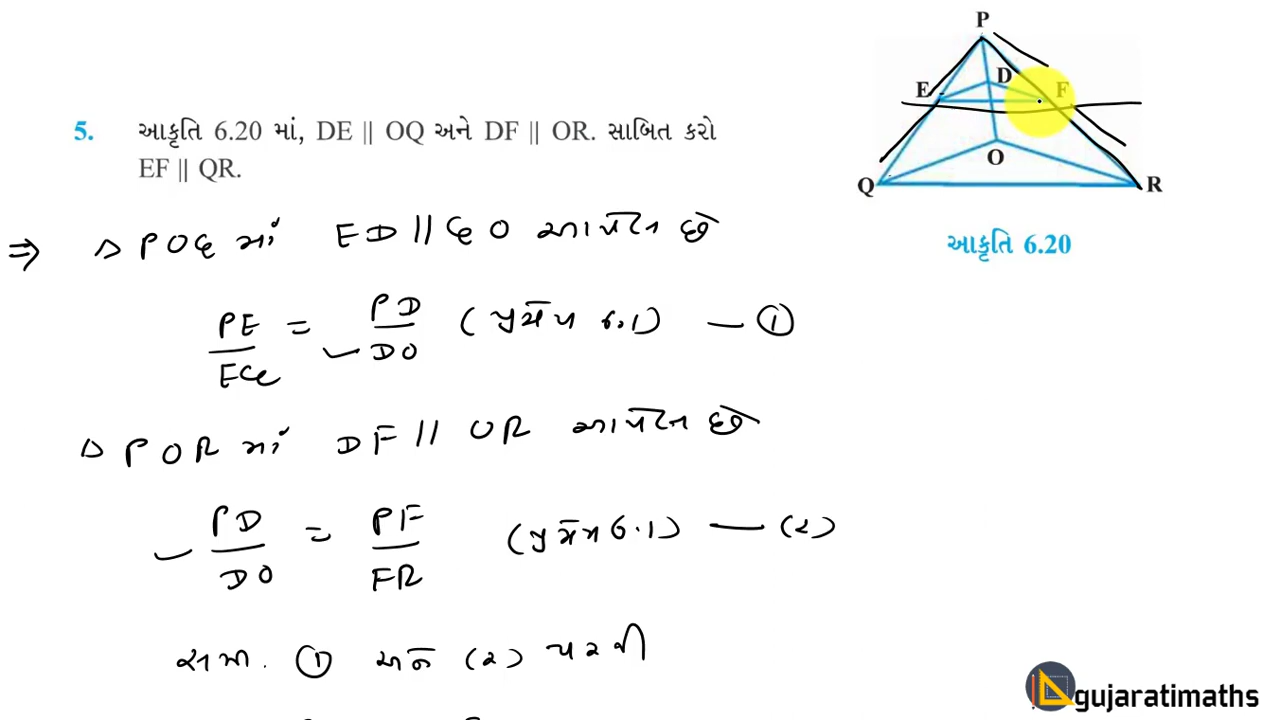 5. આકૃતિ 6.20 માં, DE || OQ અને DF || OR. સાબિત કરો
EF || QR.
P
E
D
F
O
Q
R
આકૃતિ 6.20
⇒ △ POQ માં ED || QO આપેલ છે
PE/EQ = PD/DO (પ્રમેય 6.1) — ①
△ POR માં DF || OR આપેલ છે
PD/DO = PF/FR (પ્રમેય 6.1) — (૨)
સમી. ① અને (૨) પરથી
gujaratimaths